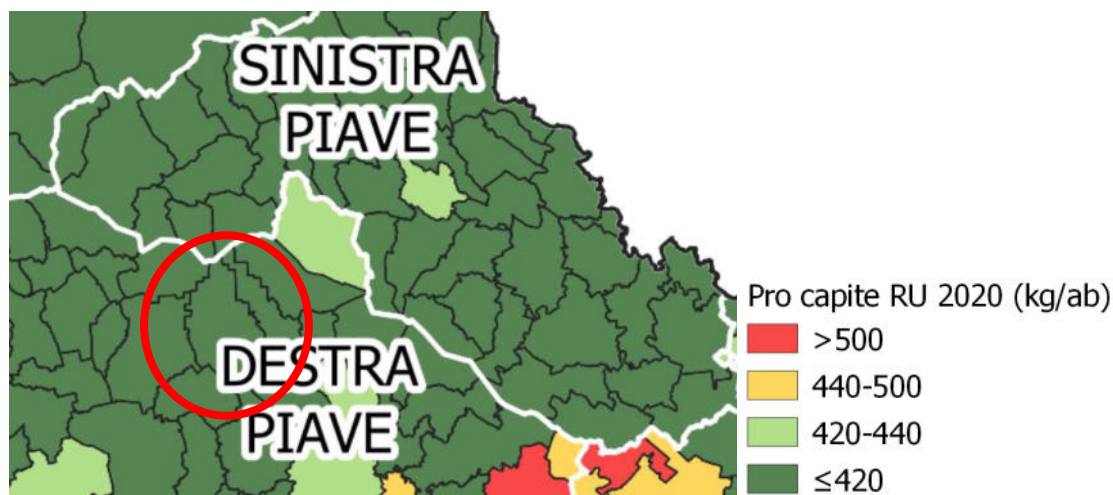 SINISTRA
PIAVE
DESTRA
PIAVE
Pro capite RU 2020 (kg/ab)
>500
440-500
420-440
≤420